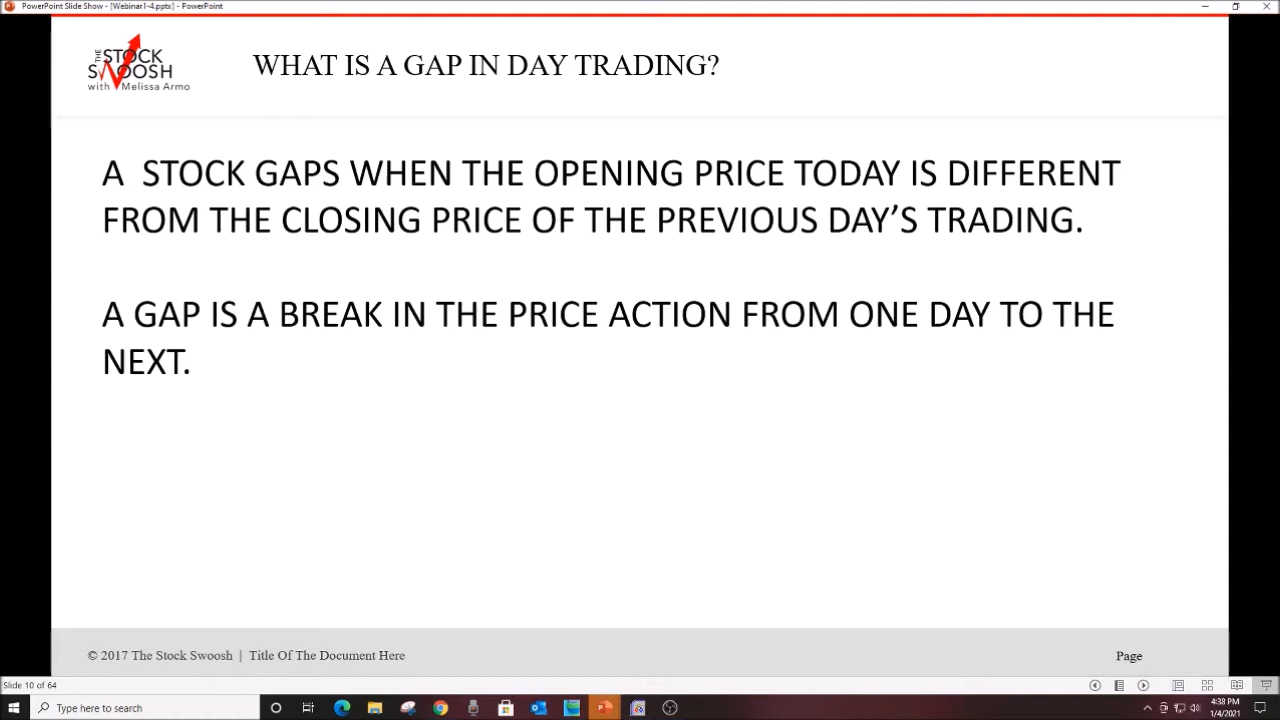 PowerPoint Slide Show - [Webinar1-4.pptx] - PowerPoint
THE
STOCK
SWOOSH
with Melissa Armo
WHAT IS A GAP IN DAY TRADING?
A  STOCK GAPS WHEN THE OPENING PRICE TODAY IS DIFFERENT
FROM THE CLOSING PRICE OF THE PREVIOUS DAY’S TRADING.
A GAP IS A BREAK IN THE PRICE ACTION FROM ONE DAY TO THE
NEXT.
© 2017 The Stock Swoosh | Title Of The Document Here
Page
Slide 10 of 64
Type here to search
4:38 PM
1/4/2021